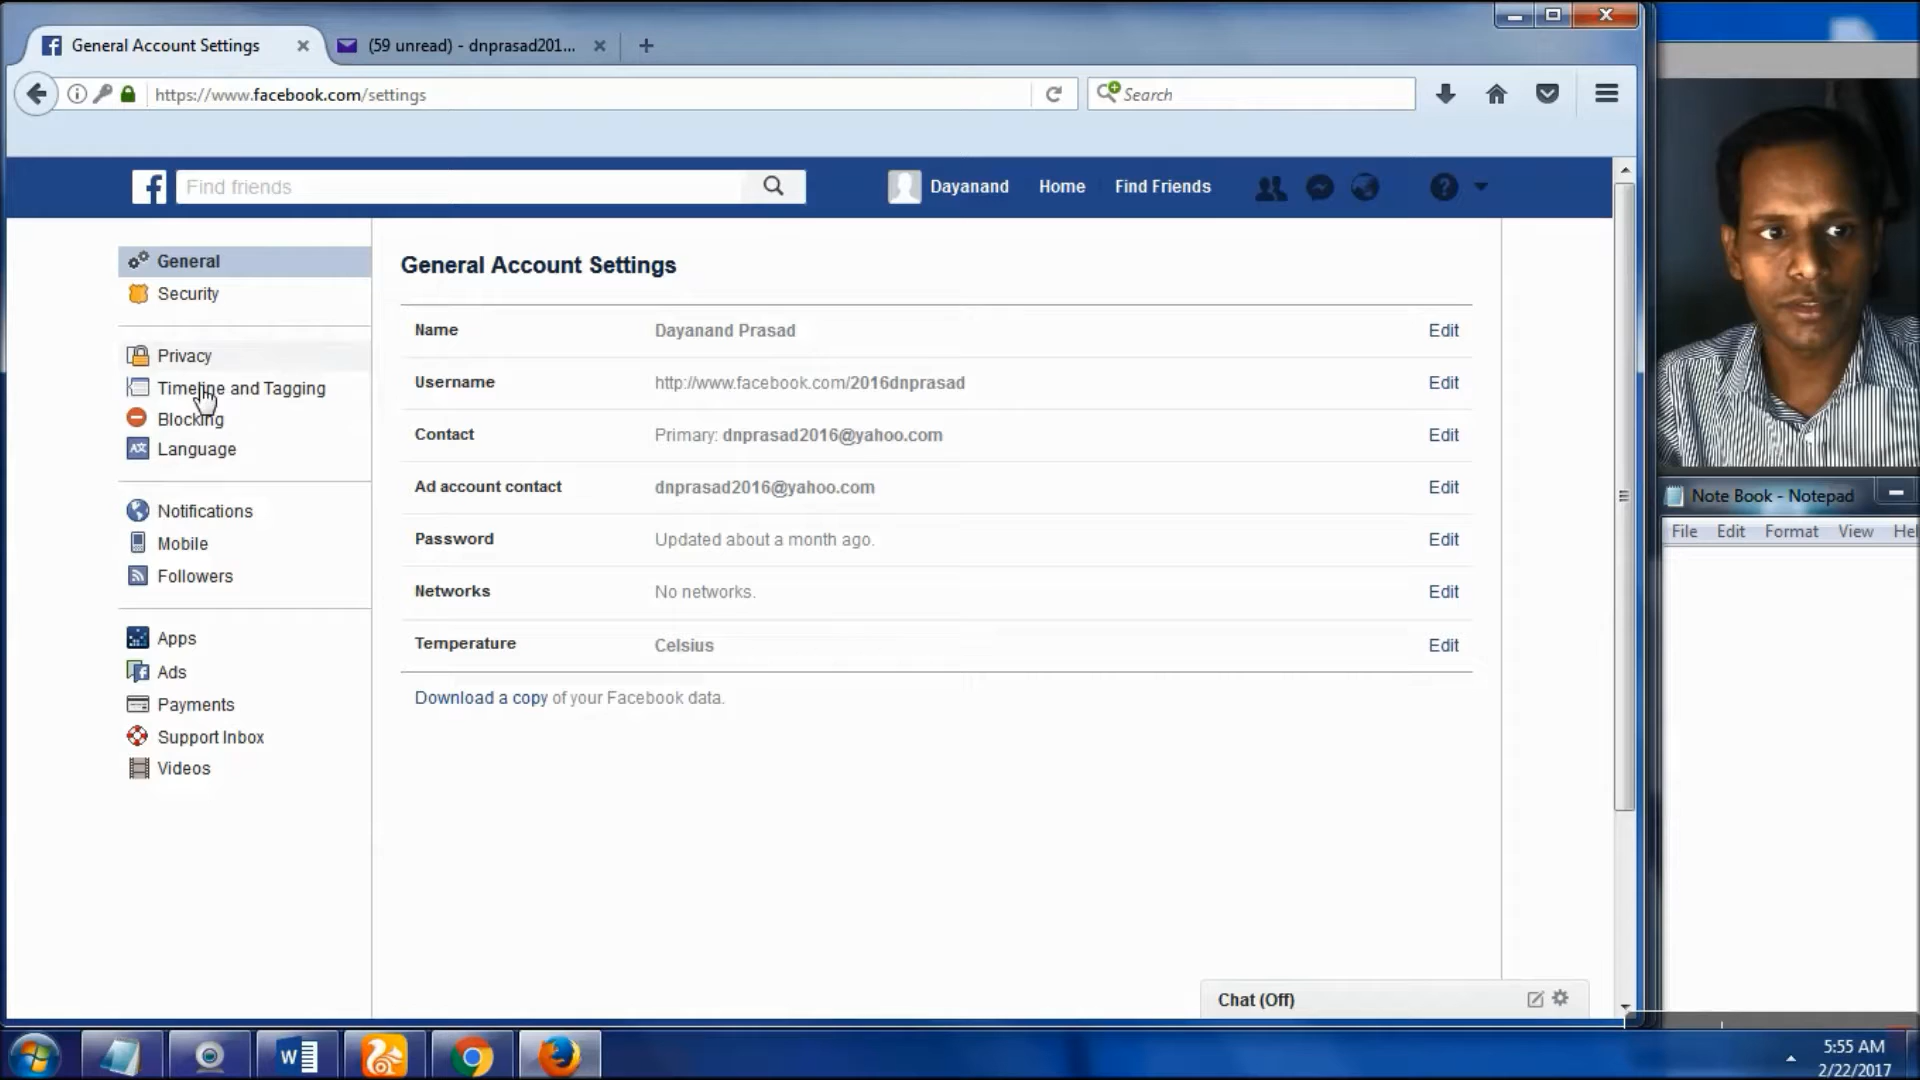 General Account Settings
(59 unread) - dnprasad201...
https://www.facebook.com/settings
Search
Find friends
Dayanand
Home
Find Friends
General
Security
Privacy
Timeline and Tagging
Blocking
Language
Notifications
Mobile
Followers
Apps
Ads
Payments
Support Inbox
Videos
General Account Settings
Name Dayanand Prasad Edit
Username http://www.facebook.com/2016dnprasad Edit
Contact Primary: dnprasad2016@yahoo.com Edit
Ad account contact dnprasad2016@yahoo.com Edit
Password Updated about a month ago. Edit
Networks No networks. Edit
Temperature Celsius Edit
Download a copy of your Facebook data.
Chat (Off)
Note Book - Notepad
File Edit Format View Hel
5:55 AM
2/22/2017